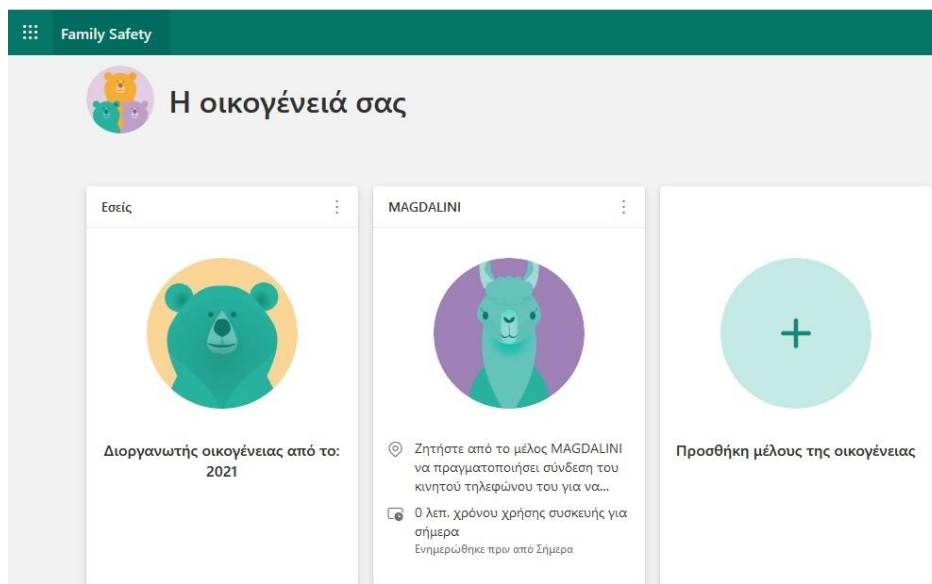 Family Safety
Η οικογένειά σας
Εσείς
Διοργανωτής οικογένειας από το:
2021
MAGDALINI
Ζητήστε από το μέλος MAGDALINI
να πραγματοποιήσει σύνδεση του
κινητού τηλεφώνου του για να...
0 λεπ. χρόνου χρήσης συσκευής για
σήμερα
Ενημερώθηκε πριν από Σήμερα
Προσθήκη μέλους της οικογένειας